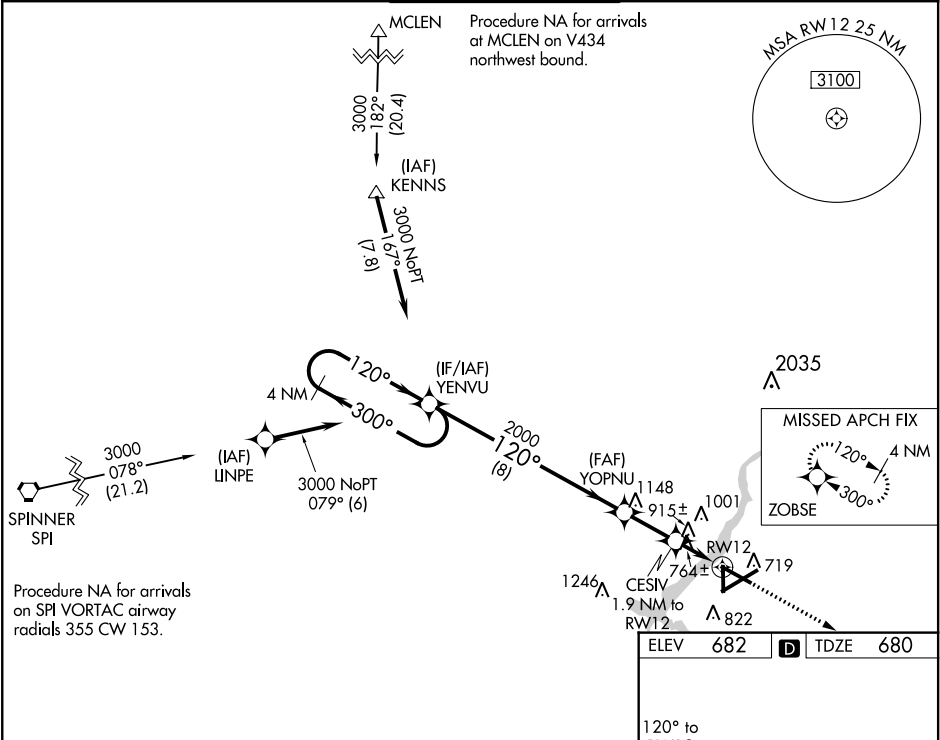 MCLEN
Procedure NA for arrivals
at MCLEN on V434
northwest bound.
MSA RW12 25 NM
3100
3000
182°
(20.4)
(IAF)
KENNS
3000 NoPT
167°
(7.8)
2035
120°
4 NM
300°
(IF/IAF)
YENVU
MISSED APCH FIX
120°
4 NM
300°
ZOBSE
3000
078°
(21.2)
SPINNER
SPI
(IAF)
LINPE
3000 NoPT
079° (6)
2000
120°
(8)
(FAF)
YOPNU
1148
915±
1001
RW12
764±
719
1246
CESIV
1.9 NM to
RW12
822
Procedure NA for arrivals
on SPI VORTAC airway
radials 355 CW 153.
ELEV 682 D TDZE 680
120° to